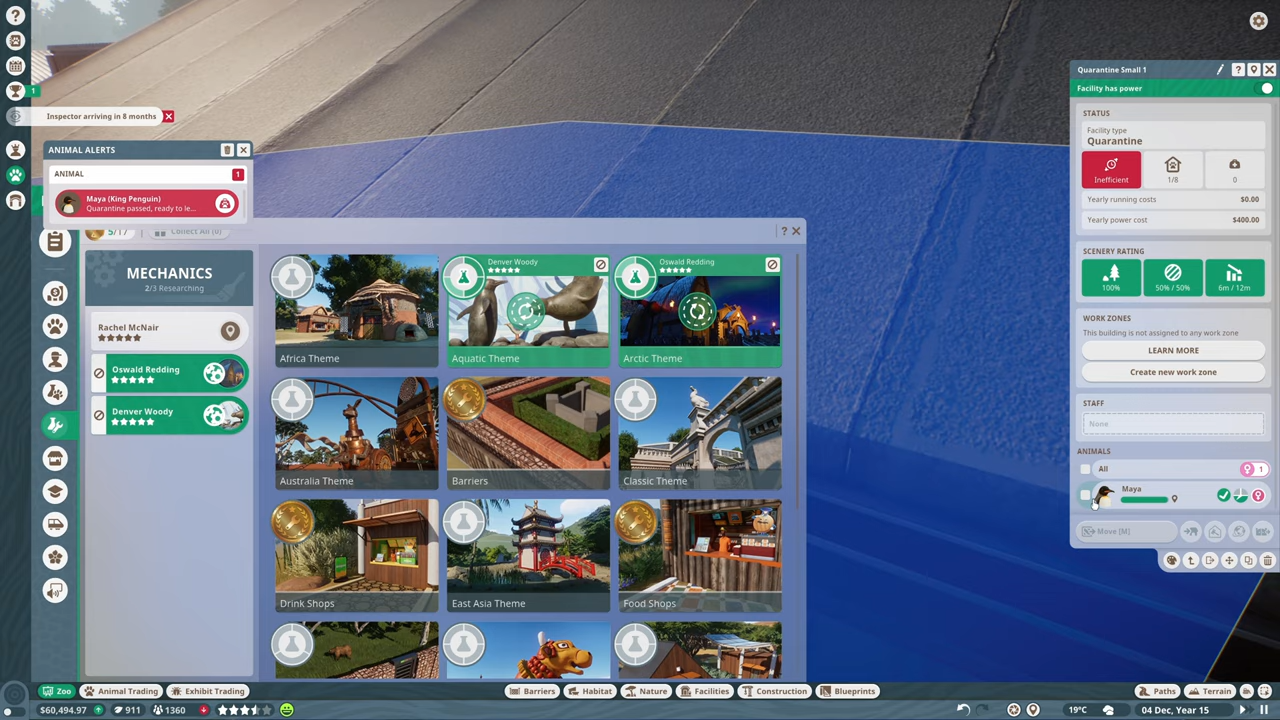 Inspector arriving in 8 months
ANIMAL ALERTS
ANIMAL
1
1
Maya (King Penguin)
Quarantine passed, ready to le...
5/17
Collect All (0)
?
MECHANICS
2/3 Researching
Rachel McNair
Oswald Redding
Denver Woody
Denver Woody
Oswald Redding
Africa Theme
Aquatic Theme
Arctic Theme
Australia Theme
Barriers
Classic Theme
Drink Shops
East Asia Theme
Food Shops
Quarantine Small 1
?
Facility has power
STATUS
Facility type
Quarantine
Inefficient
1/8
0
Yearly running costs
$0.00
Yearly power cost
$400.00
SCENERY RATING
100%
50% / 50%
6m / 12m
WORK ZONES
This building is not assigned to any work zone
LEARN MORE
Create new work zone
STAFF
None
ANIMALS
All
1
Maya
Move [M]
Zoo
Animal Trading
Exhibit Trading
Barriers
Habitat
Nature
Facilities
Construction
Blueprints
Paths
Terrain
$60,494.97
911
1360
19°C
04 Dec, Year 15